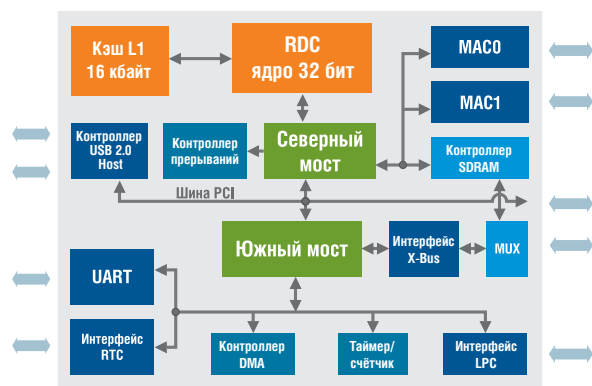 Кэш L1
16 кбайт
RDC
ядро 32 бит
MAC0
MAC1
Контроллер
USB 2.0
Host
Контроллер
прерываний
Северный
мост
Контроллер
SDRAM
Шина PCI
Южный мост
Интерфейс
X-Bus
MUX
UART
Интерфейс
RTC
Контроллер
DMA
Таймер/
счётчик
Интерфейс
LPC